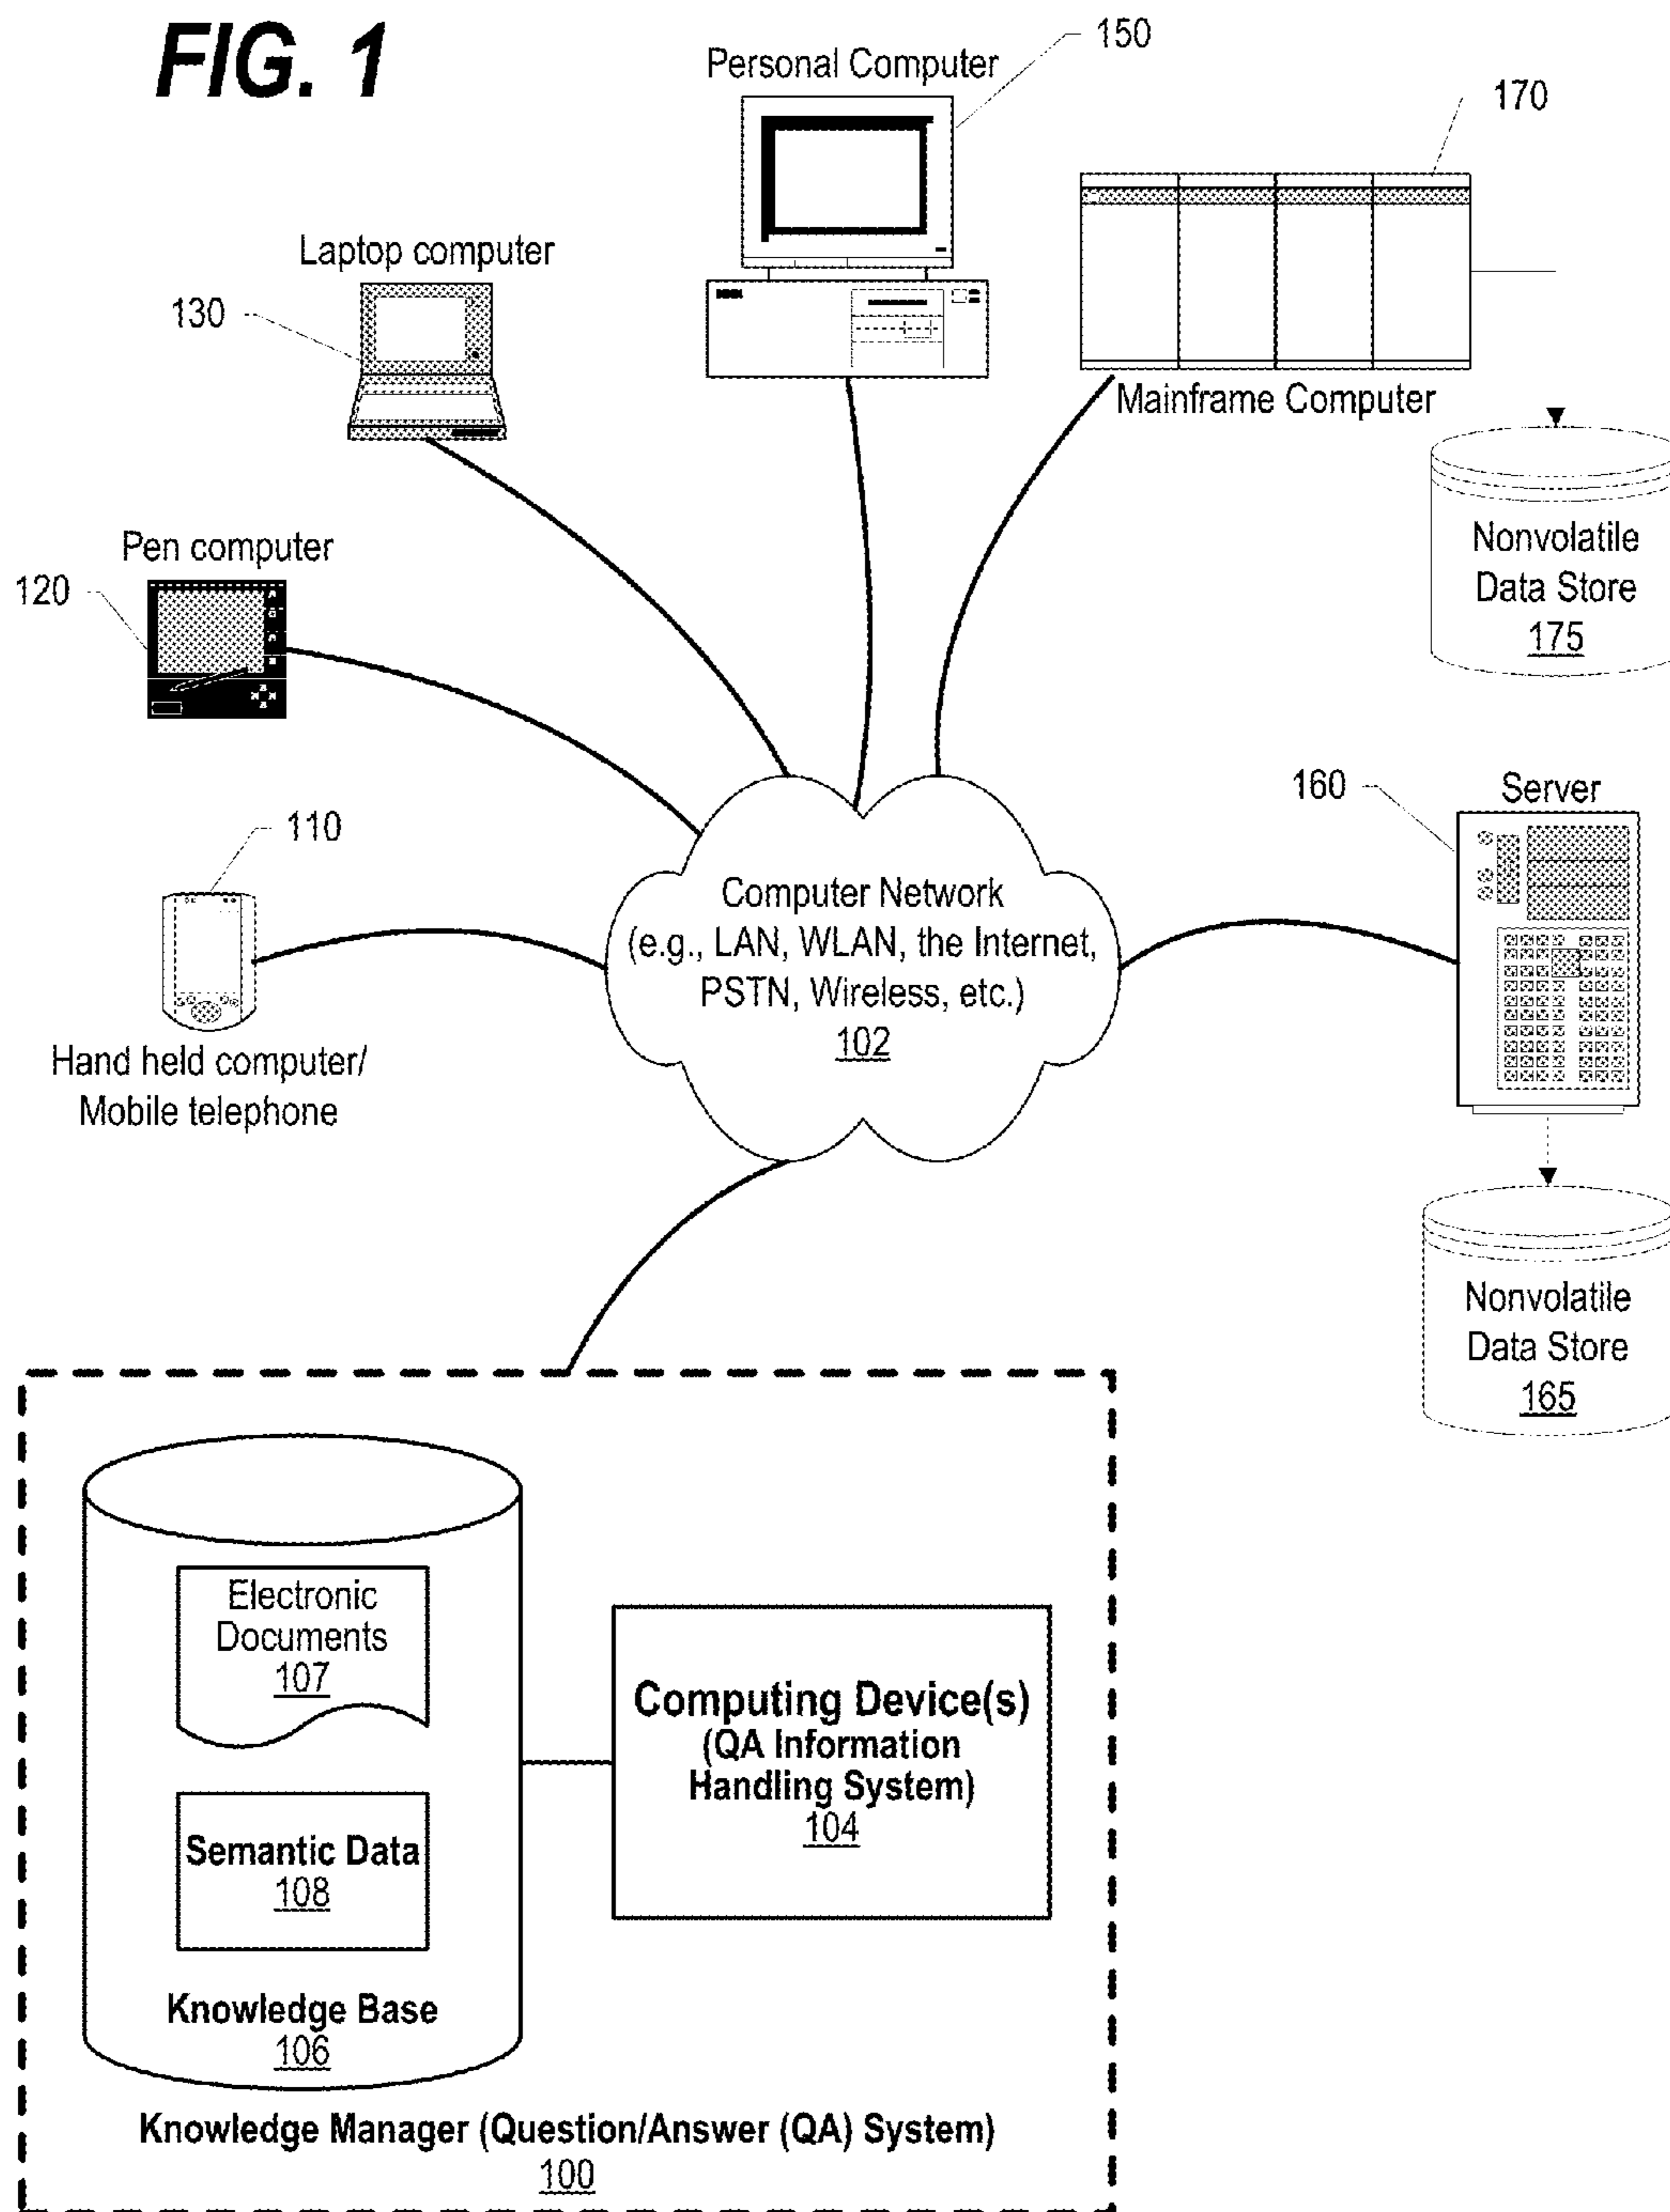 FIG. 1
Personal Computer
150
170
Laptop computer
130
Mainframe Computer
Nonvolatile
Data Store
175
Pen computer
120
160
Server
110
Computer Network
(e.g., LAN, WLAN, the Internet,
PSTN, Wireless, etc.)
102
Hand held computer/
Mobile telephone
Nonvolatile
Data Store
165
Electronic
Documents
107
Computing Device(s)
(QA Information
Handling System)
104
Semantic Data
108
Knowledge Base
106
Knowledge Manager (Question/Answer (QA) System)
100